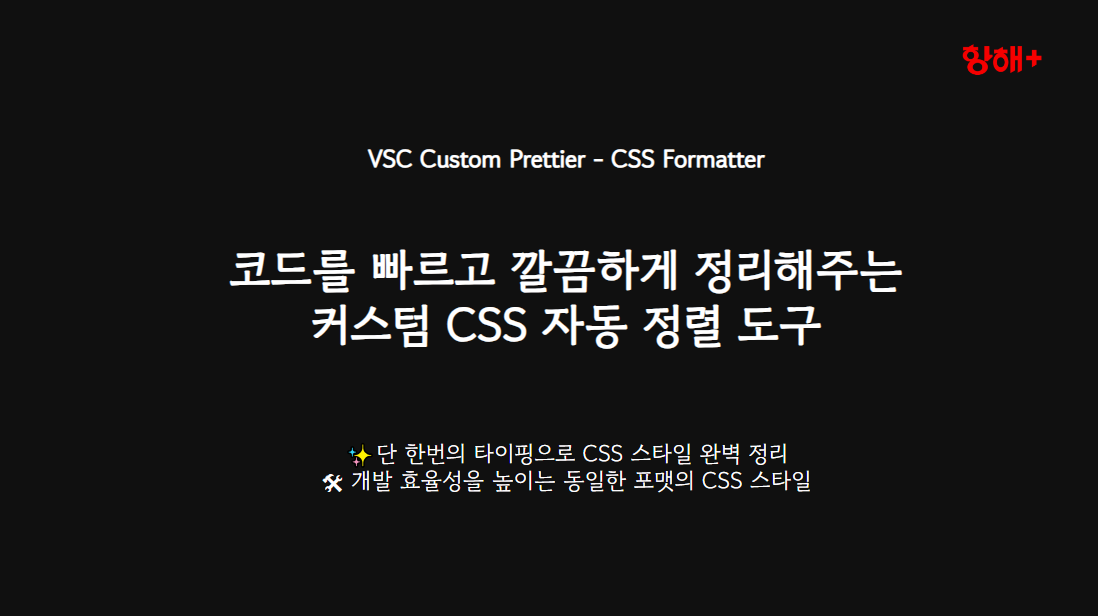 항해+
VSC Custom Prettier - CSS Formatter
코드를 빠르고 깔끔하게 정리해주는
커스텀 CSS 자동 정렬 도구
✨ 단 한번의 타이핑으로 CSS 스타일 완벽 정리
🛠 개발 효율성을 높이는 동일한 포맷의 CSS 스타일